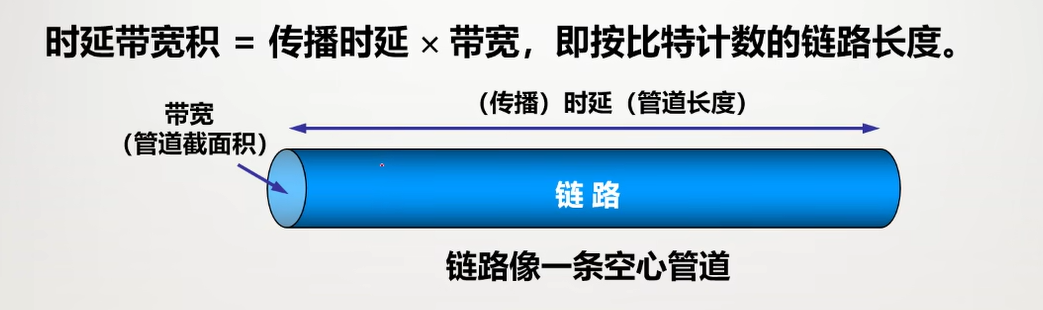 时延带宽积 = 传播时延 × 带宽，即按比特计数的链路长度。
（传播）时延（管道长度）
带宽
（管道截面积）
链 路
链路像一条空心管道